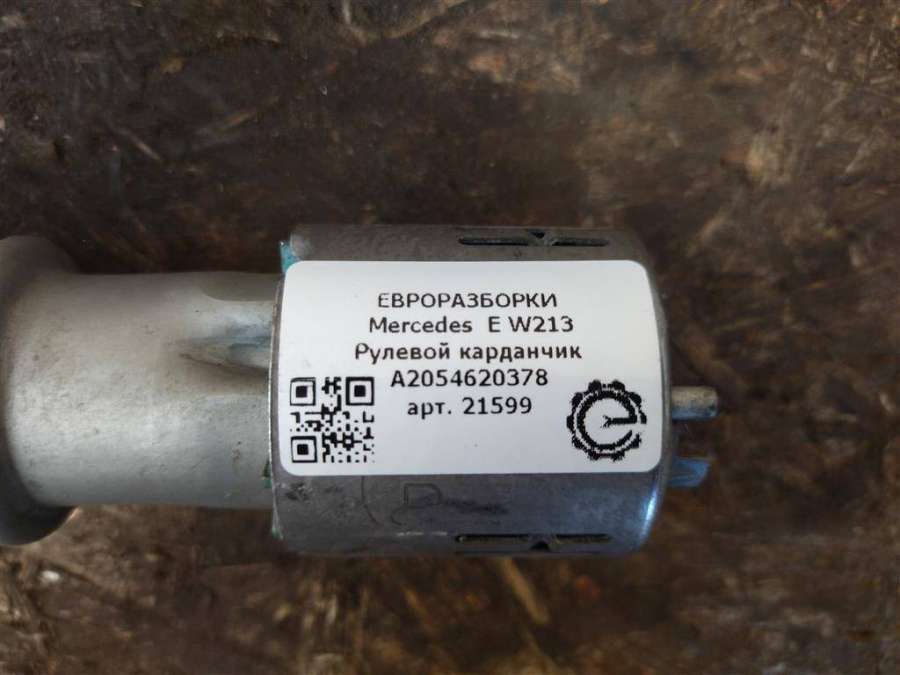 ЕВРОРАЗБОРКИ
Mercedes E W213
Рулевой карданчик
A2054620378
арт. 21599